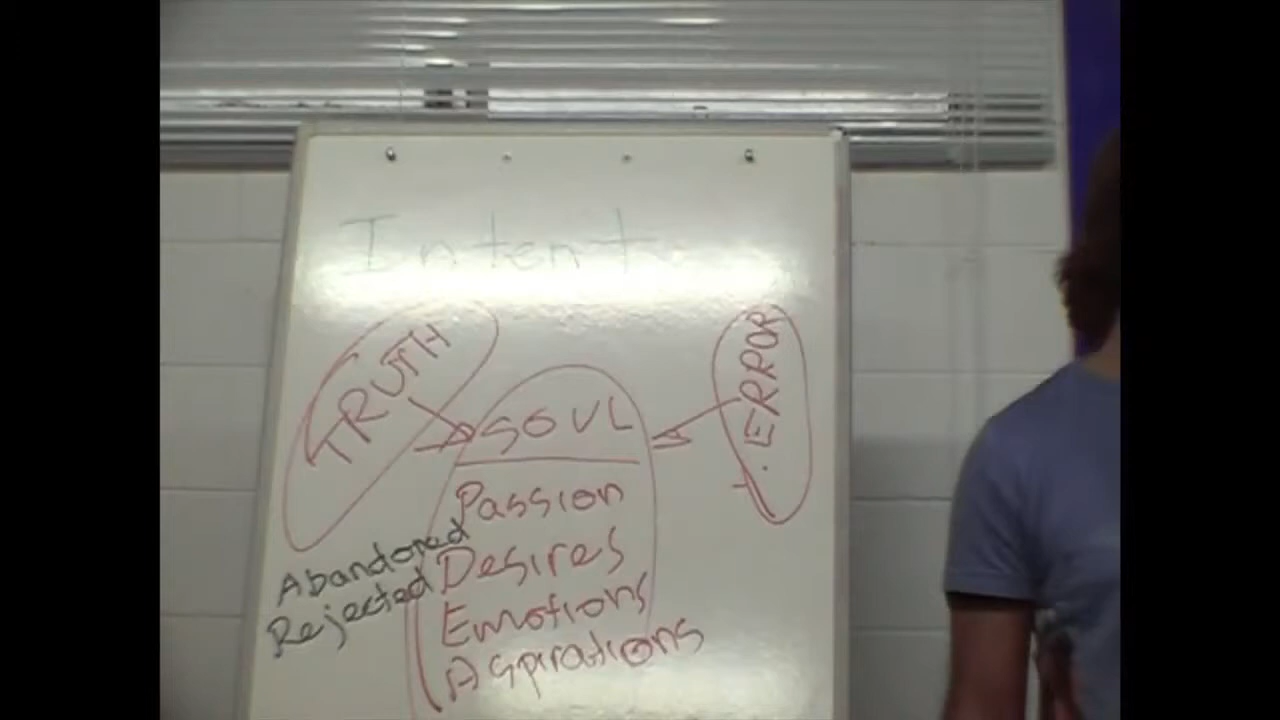 Intent
TRUTH
ERROR
SOUL
Passion
Desires
Emotions
Aspirations
Abandoned
Rejected